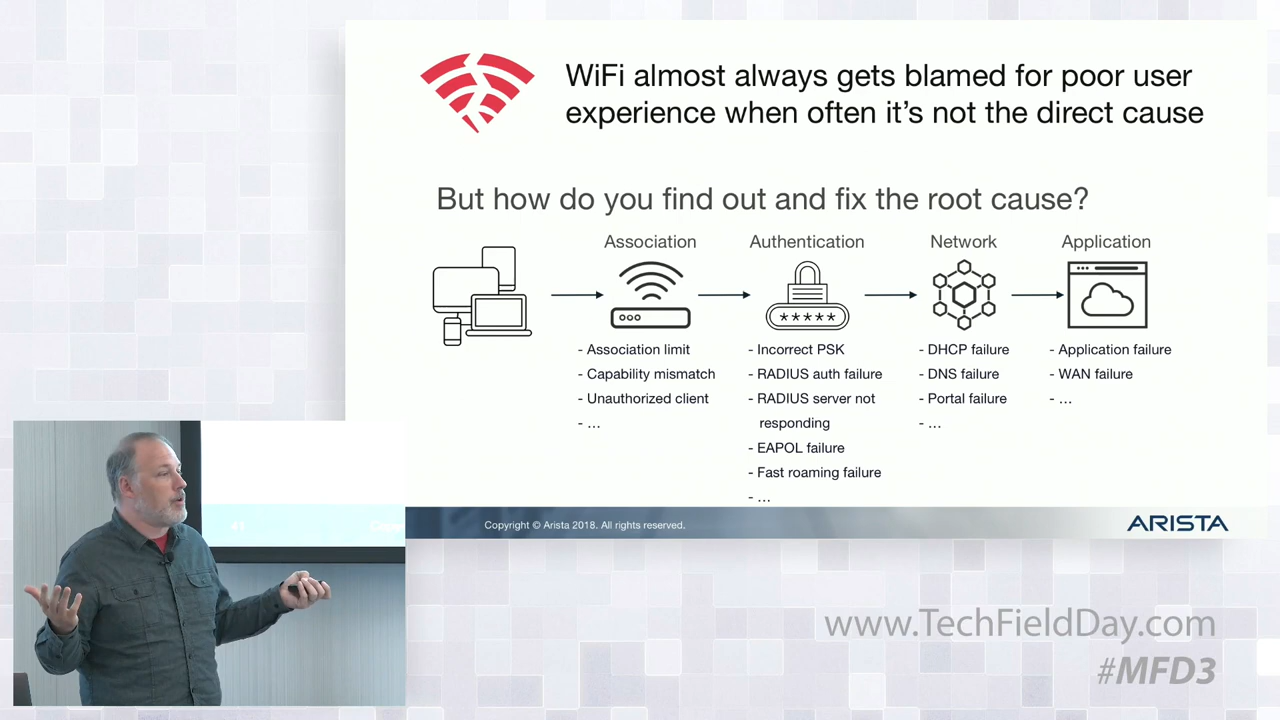 WiFi almost always gets blamed for poor user
experience when often it's not the direct cause
But how do you find out and fix the root cause?
Association
- Association limit
- Capability mismatch
- Unauthorized client
- ...
Authentication
*****
- Incorrect PSK
- RADIUS auth failure
- RADIUS server not
responding
- EAPOL failure
- Fast roaming failure
- ...
Network
- DHCP failure
- DNS failure
- Portal failure
- ...
Application
- Application failure
- WAN failure
- ...
Copyright © Arista 2018. All rights reserved.
ARISTA
41
www.TechFieldDay.com
#MFD3